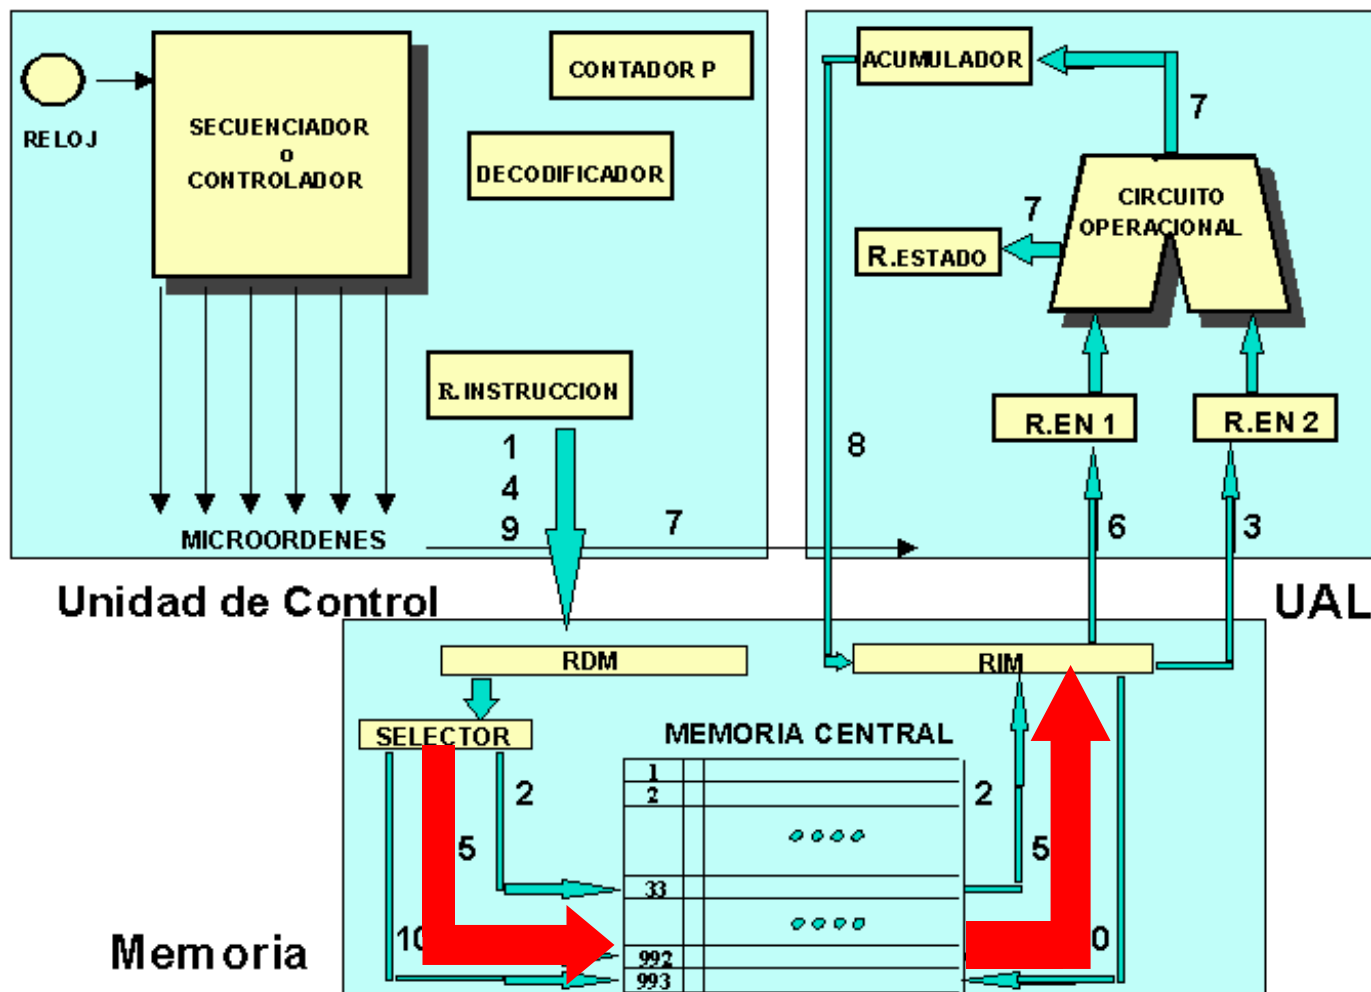 RELOJ
SECUENCIADOR
o
CONTROLADOR
CONTADOR P
DECODIFICADOR
R.INSTRUCCION
1
4
9
7
MICROORDENES
Unidad de Control
ACUMULADOR
7
CIRCUITO
OPERACIONAL
7
R.ESTADO
R.EN 1
R.EN 2
8
6
3
UAL
RDM
RIM
SELECTOR
MEMORIA CENTRAL
1
2
33
992
993
2
5
10
2
5
0
Memoria